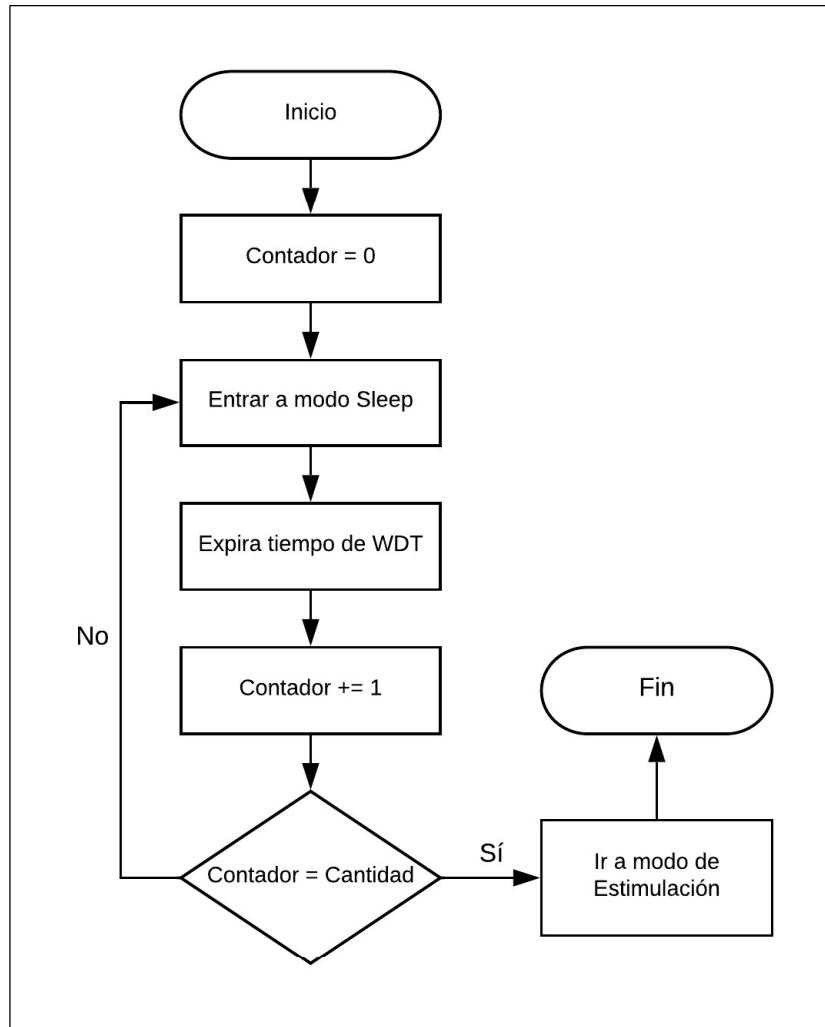 Inicio
Contador = 0
Entrar a modo Sleep
Expira tiempo de WDT
No
Contador += 1
Fin
Contador = Cantidad
Sí
Ir a modo de
Estimulación